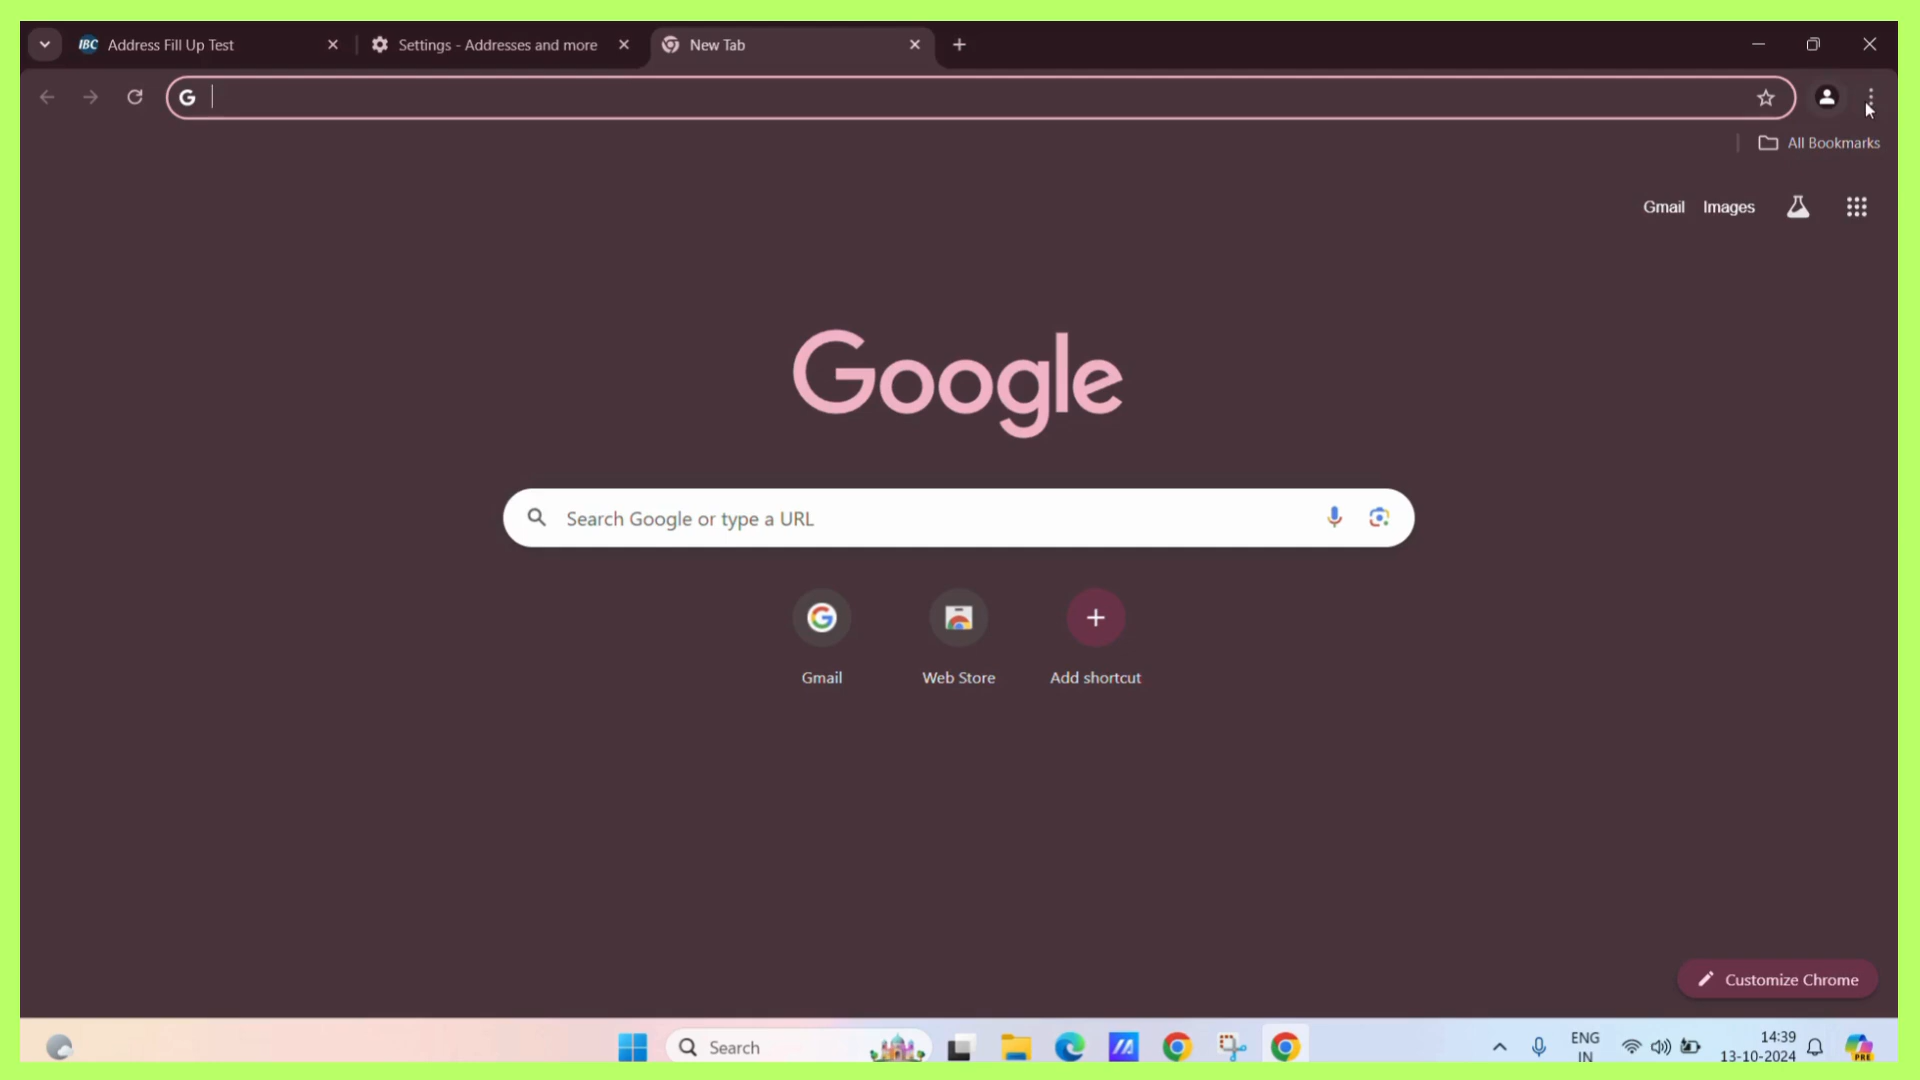 IBC Address Fill Up Test
Settings - Addresses and more
New Tab
G
All Bookmarks
Gmail Images
Google
Search Google or type a URL
Gmail Web Store Add shortcut
Customize Chrome
Search
ENG
IN
14:39
13-10-2024
PRE